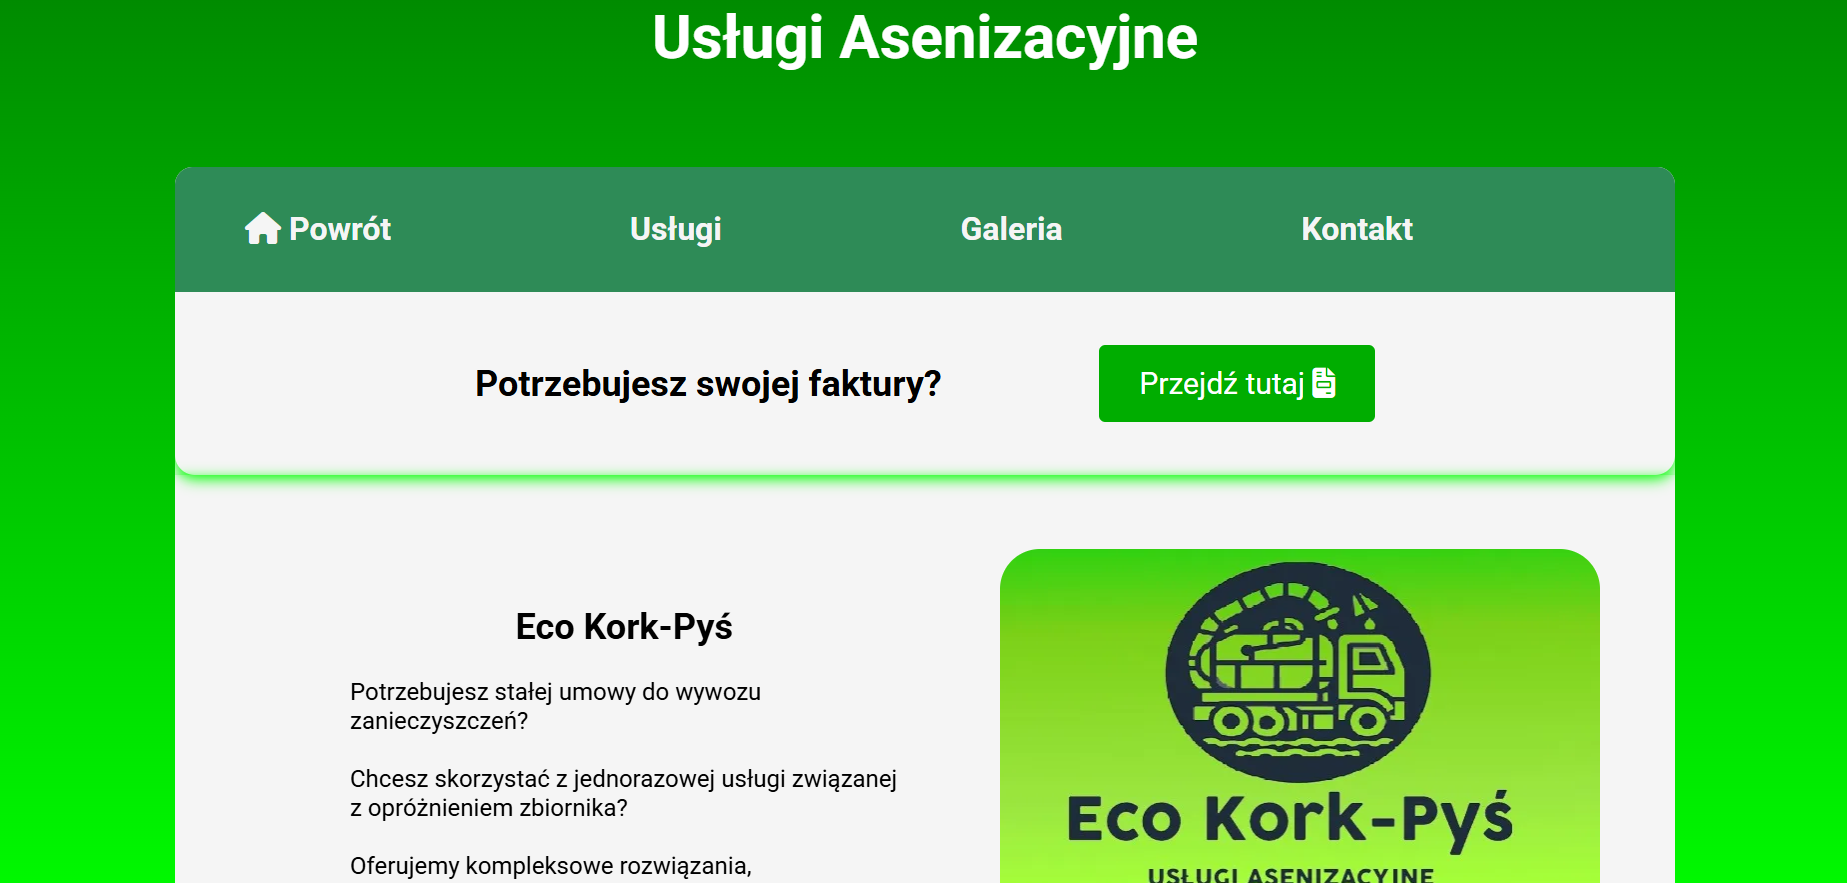 Usługi Asenizacyjne
Powrót
Usługi
Galeria
Kontakt
Potrzebujesz swojej faktury?
Przejdź tutaj
Eco Kork-Pyś
Potrzebujesz stałej umowy do wywozu
zanieczyszczeń?
Chcesz skorzystać z jednorazowej usługi związanej
z opróżnieniem zbiornika?
Oferujemy kompleksowe rozwiązania,
Eco Kork-Pyś
USŁUGI ASENIZACYJNE